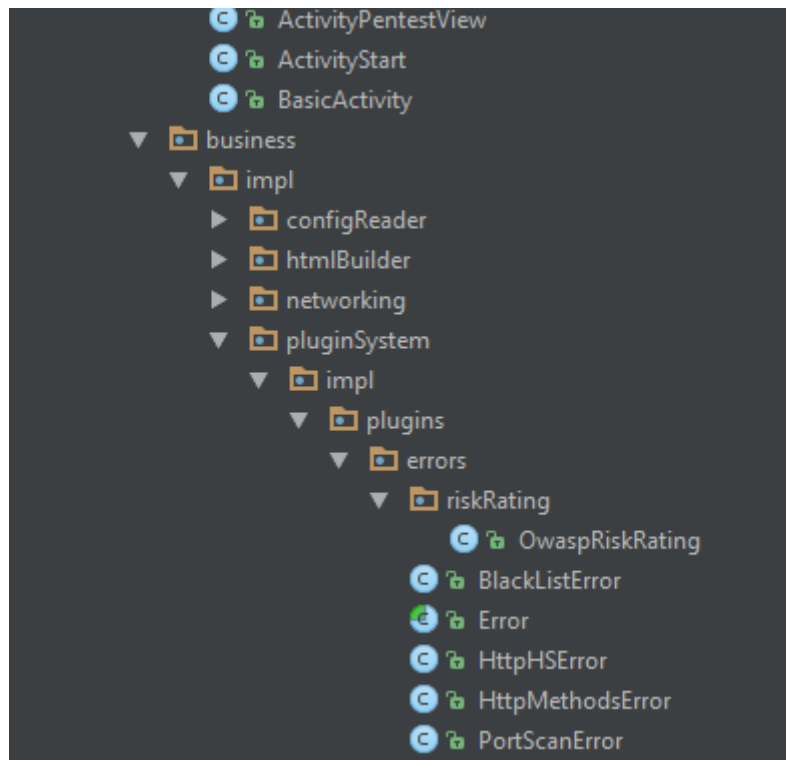 ActivityPentestView
ActivityStart
BasicActivity
business
impl
configReader
htmlBuilder
networking
pluginSystem
impl
plugins
errors
riskRating
OwaspRiskRating
BlackListError
Error
HttpHSError
HttpMethodsError
PortScanError